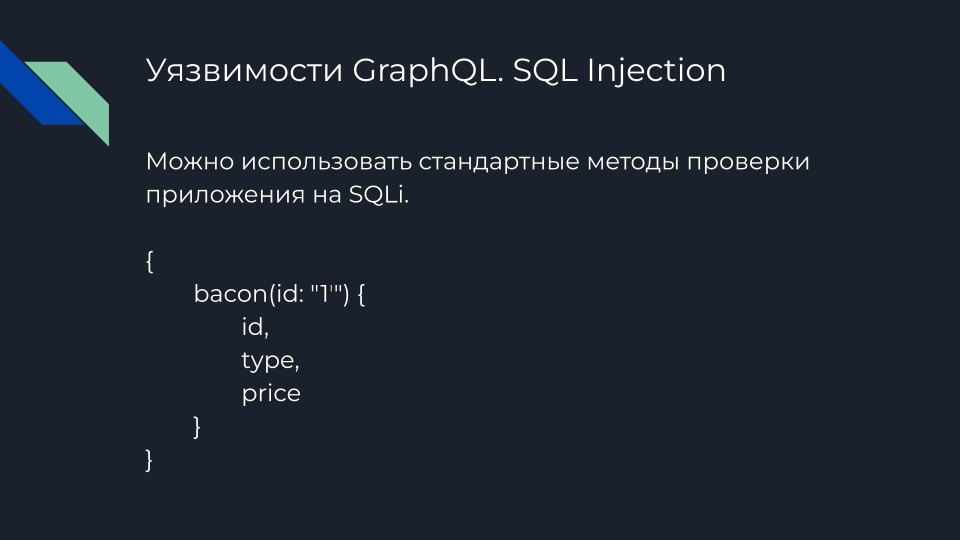 Уязвимости GraphQL. SQL Injection
Можно использовать стандартные методы проверки
приложения на SQLi.
{
bacon(id: "1'") {
id,
type,
price
}
}